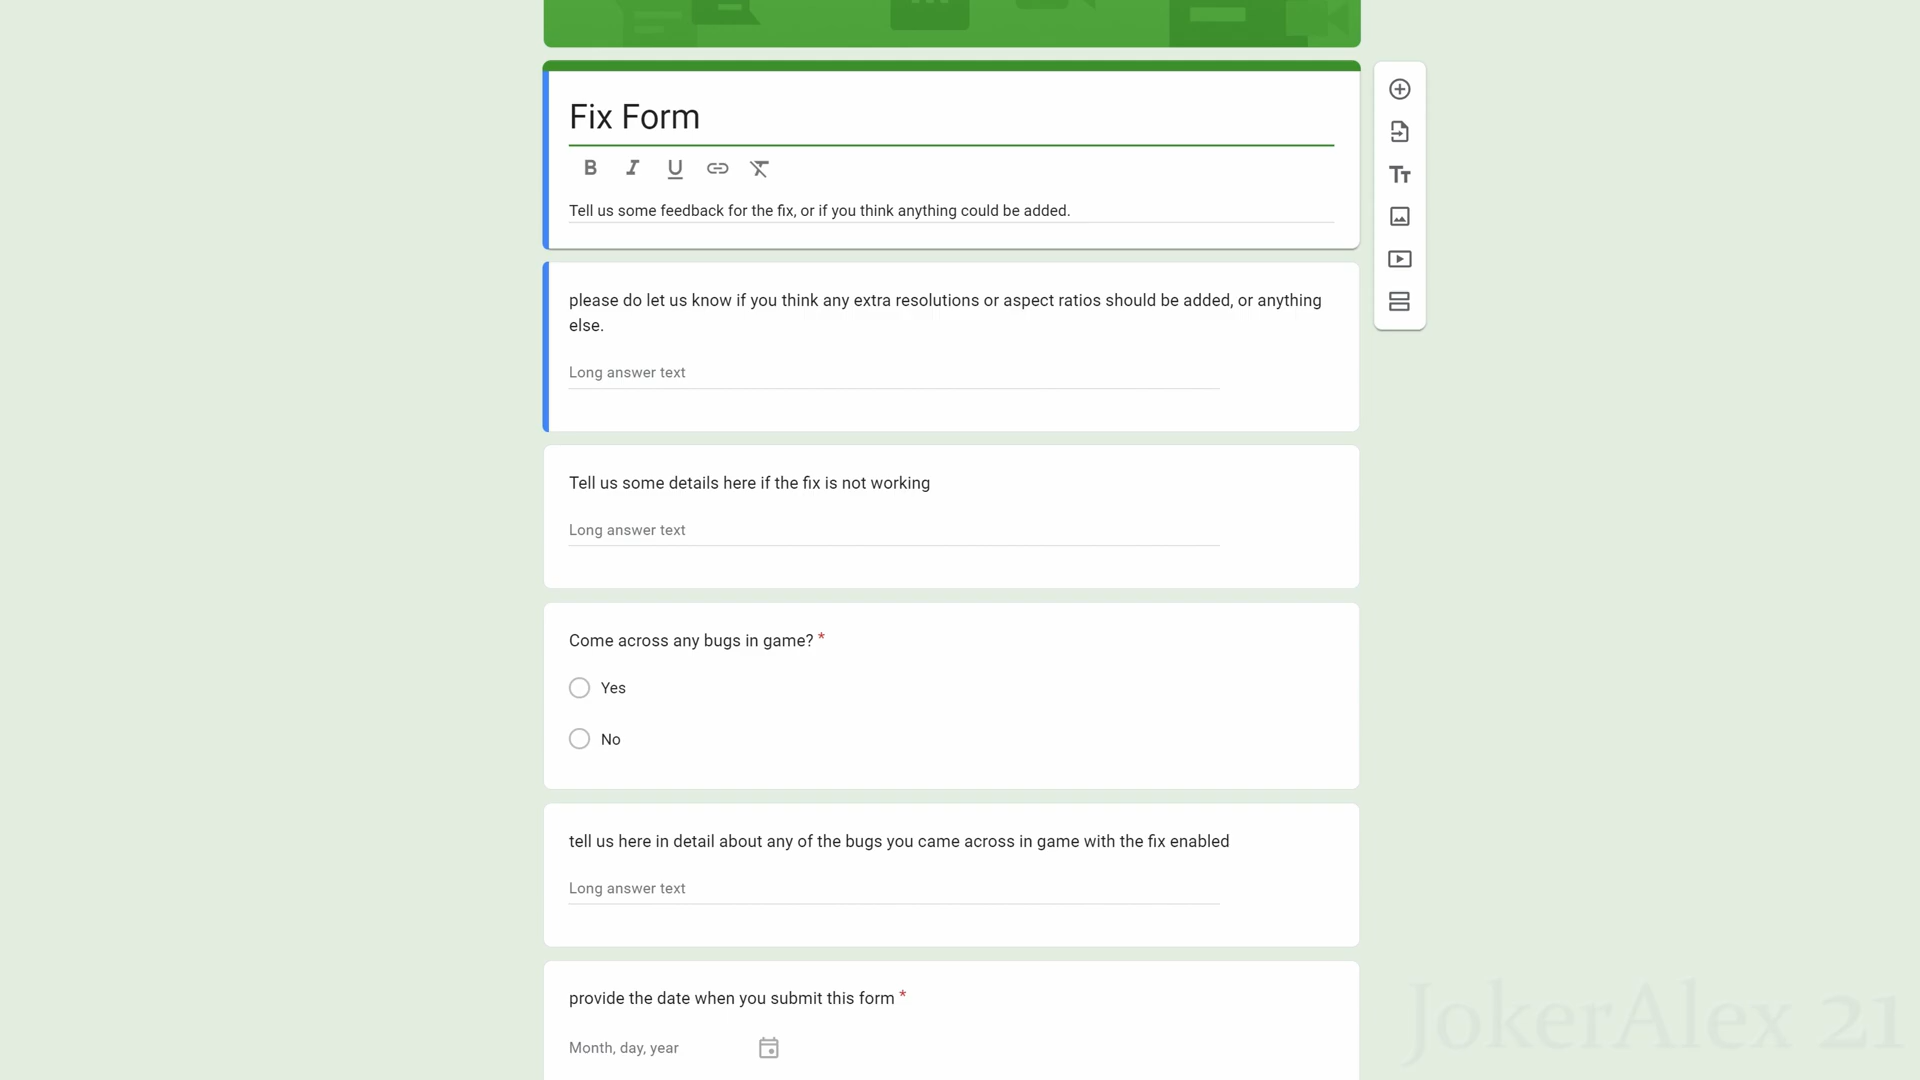 Fix Form
B I U
Tell us some feedback for the fix, or if you think anything could be added.
please do let us know if you think any extra resolutions or aspect ratios should be added, or anything
else.
Long answer text
Tell us some details here if the fix is not working
Long answer text
Come across any bugs in game? *
Yes
No
tell us here in detail about any of the bugs you came across in game with the fix enabled
Long answer text
provide the date when you submit this form *
Month, day, year
JokerAlex 21